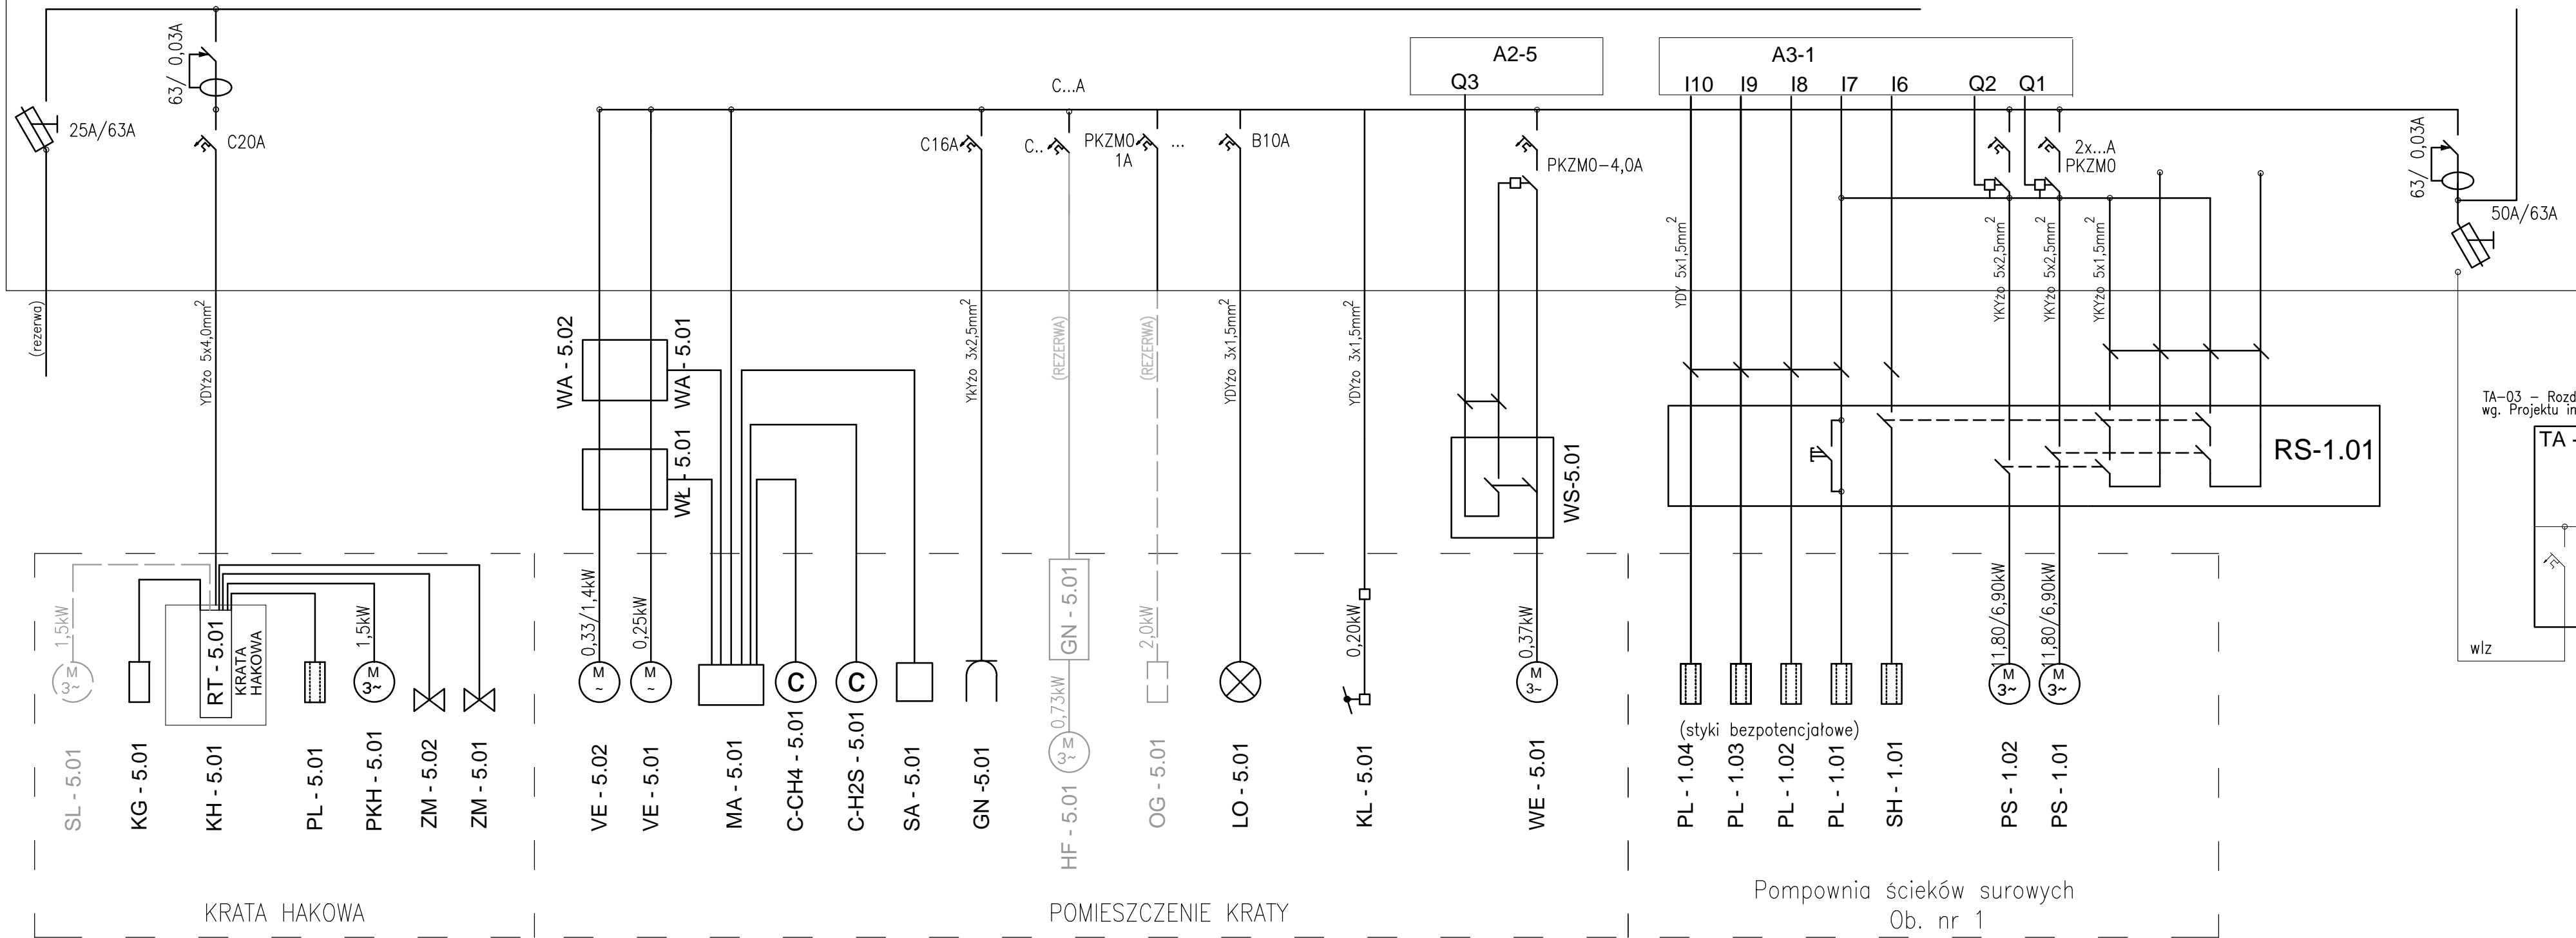 63/ 0,03A
25A/63A
C20A
C...A
A2-5
Q3
A3-1
I10
I9
I8
I7
I6
Q2
Q1
C16A
C..
PKZM0
1A
...
B10A
PKZM0-4,0A
2x...A
PKZM0
63/ 0,03A
50A/63A
(rezerwa)
YDYżo 5x4,0mm²
YkYżo 3x2,5mm²
(REZERWA)
(REZERWA)
YDYżo 3x1,5mm²
YDYżo 3x1,5mm²
YDY 5x1,5mm²
YKYżo 5x2,5mm²
YKYżo 5x2,5mm²
YKYżo 5x1,5mm²
WA - 5.02
WA - 5.01
WŁ - 5.01
WS-5.01
RS-1.01
TA-03 - Rozd
wg. Projektu in
TA -
wlz
1,5kW
M
3~
RT - 5.01
KRATA
HAKOWA
1,5kW
M
3~
0,33/1,4kW
M
~
0,25kW
M
~
C
C
GN - 5.01
0,73kW
M
3~
2,0kW
0,20kW
0,37kW
M
3~
11,80/6,90kW
M
3~
11,80/6,90kW
M
3~
(styki bezpotencjałowe)
SL - 5.01
KG - 5.01
KH - 5.01
PL - 5.01
PKH - 5.01
ZM - 5.02
ZM - 5.01
VE - 5.02
VE - 5.01
MA - 5.01
C-CH4 - 5.01
C-H2S - 5.01
SA - 5.01
GN -5.01
HF - 5.01
OG - 5.01
LO - 5.01
KL - 5.01
WE - 5.01
PL - 1.04
PL - 1.03
PL - 1.02
PL - 1.01
SH - 1.01
PS - 1.02
PS - 1.01
KRATA HAKOWA
POMIESZCZENIE KRATY
Pompownia ścieków surowych
Ob. nr 1